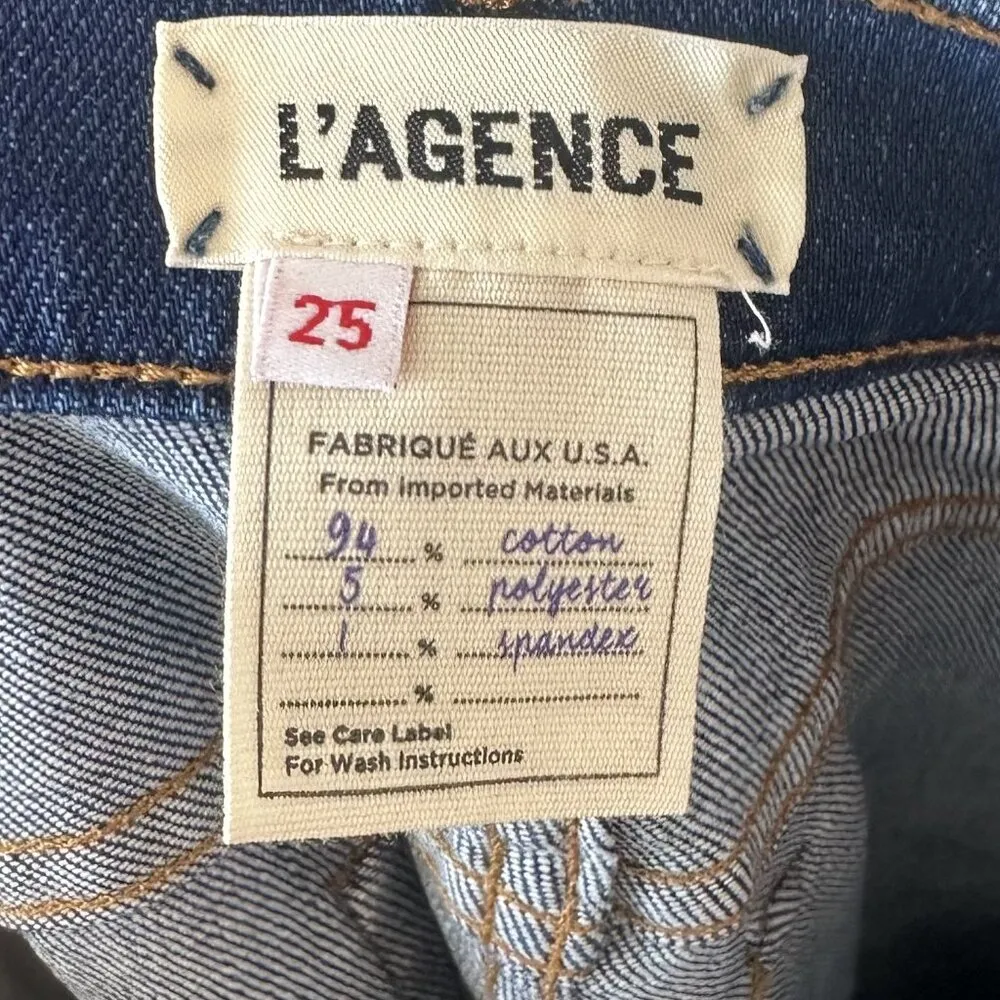 L'AGENCE
25
FABRIQUÉ AUX U.S.A.
From Imported Materials
94 % cotton
5 % polyester
1 % spandex
%
See Care Label
For Wash Instructions